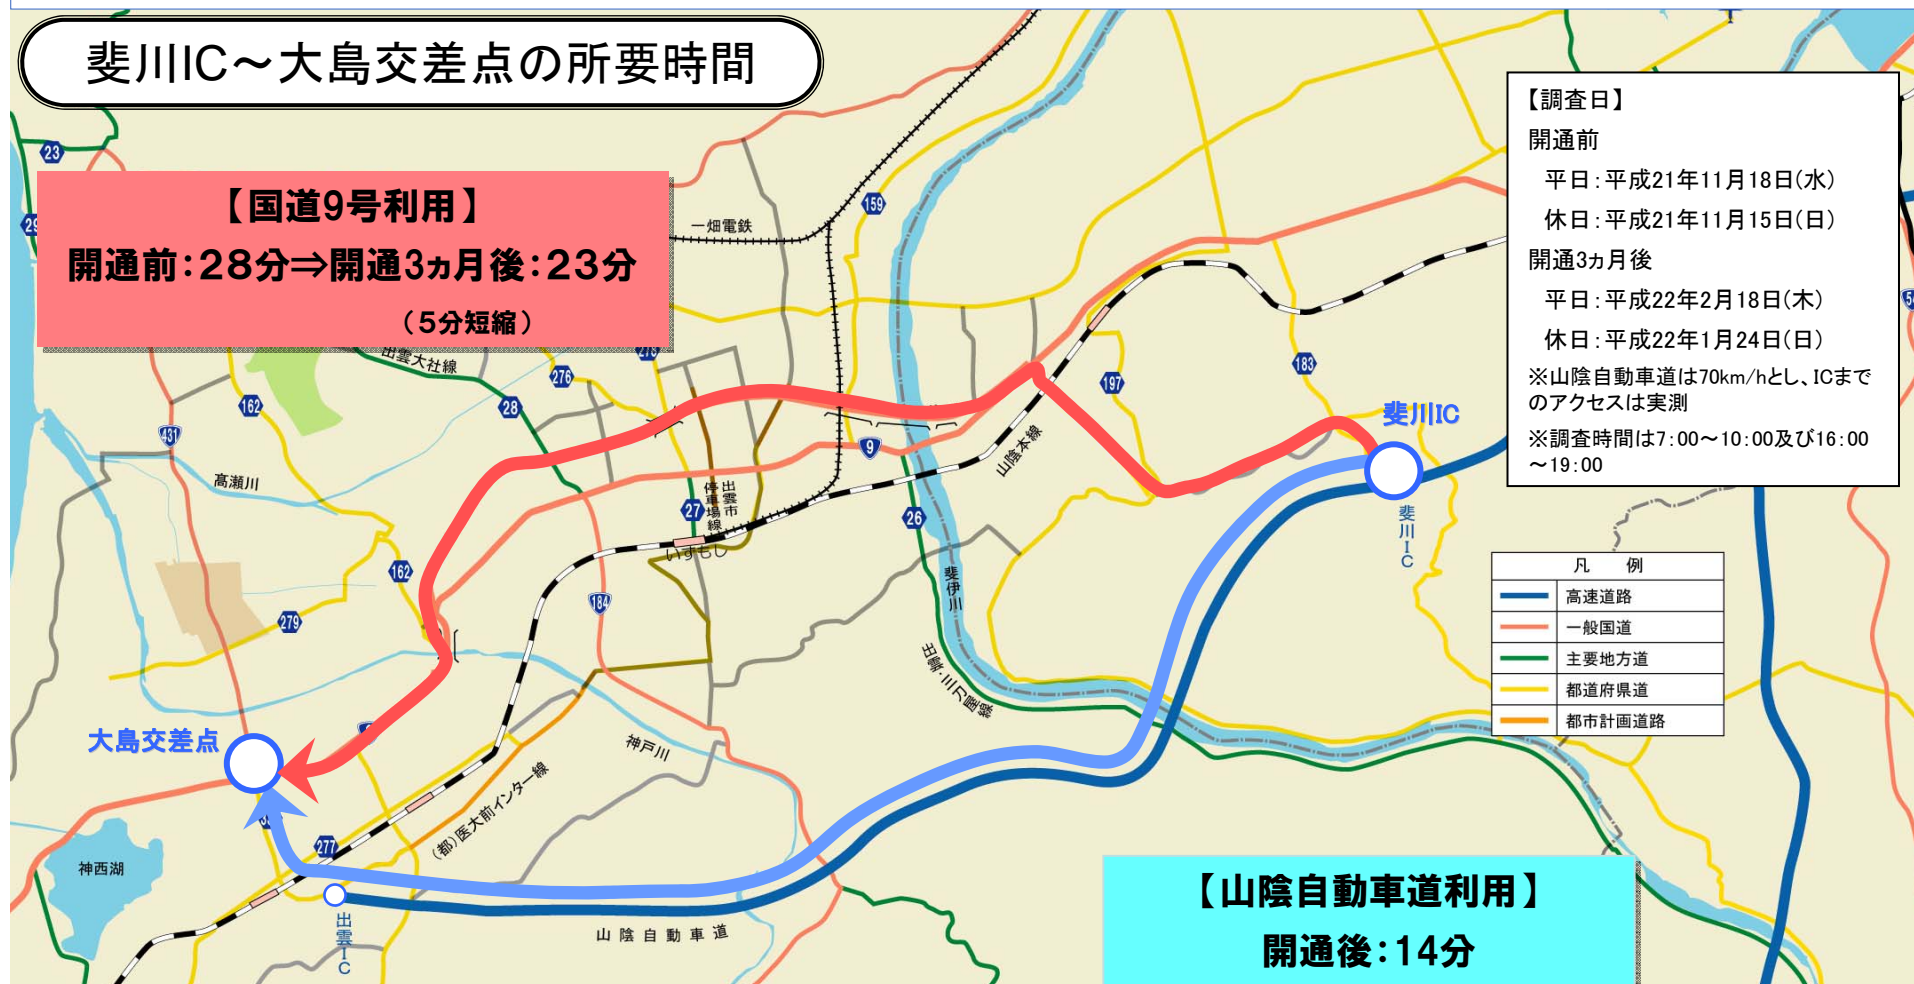 斐川IC～大島交差点の所要時間
【調査日】
開通前
平日：平成21年11月18日(水)
休日：平成21年11月15日(日)
開通3ヵ月後
平日：平成22年2月18日(木)
休日：平成22年1月24日(日)
※山陰自動車道は70km/hとし、ICまで
のアクセスは実測
※調査時間は7:00～10:00及び16:00
～19:00
【国道9号利用】
開通前：28分⇒開通3ヵ月後：23分
（5分短縮）
23
29
一畑電鉄
159
出雲大社線
276
28
162
431
高瀬川
197
183
斐川IC
9
山陰本線
出雲市
停車場線
27
いずもし
26
斐川IC
斐伊川
162
184
279
大島交差点
神戸川
(都)医大前インター線
277
神西湖
出雲IC
山陰自動車道
凡 例
高速道路
一般国道
主要地方道
都道府県道
都市計画道路
【山陰自動車道利用】
開通後：14分